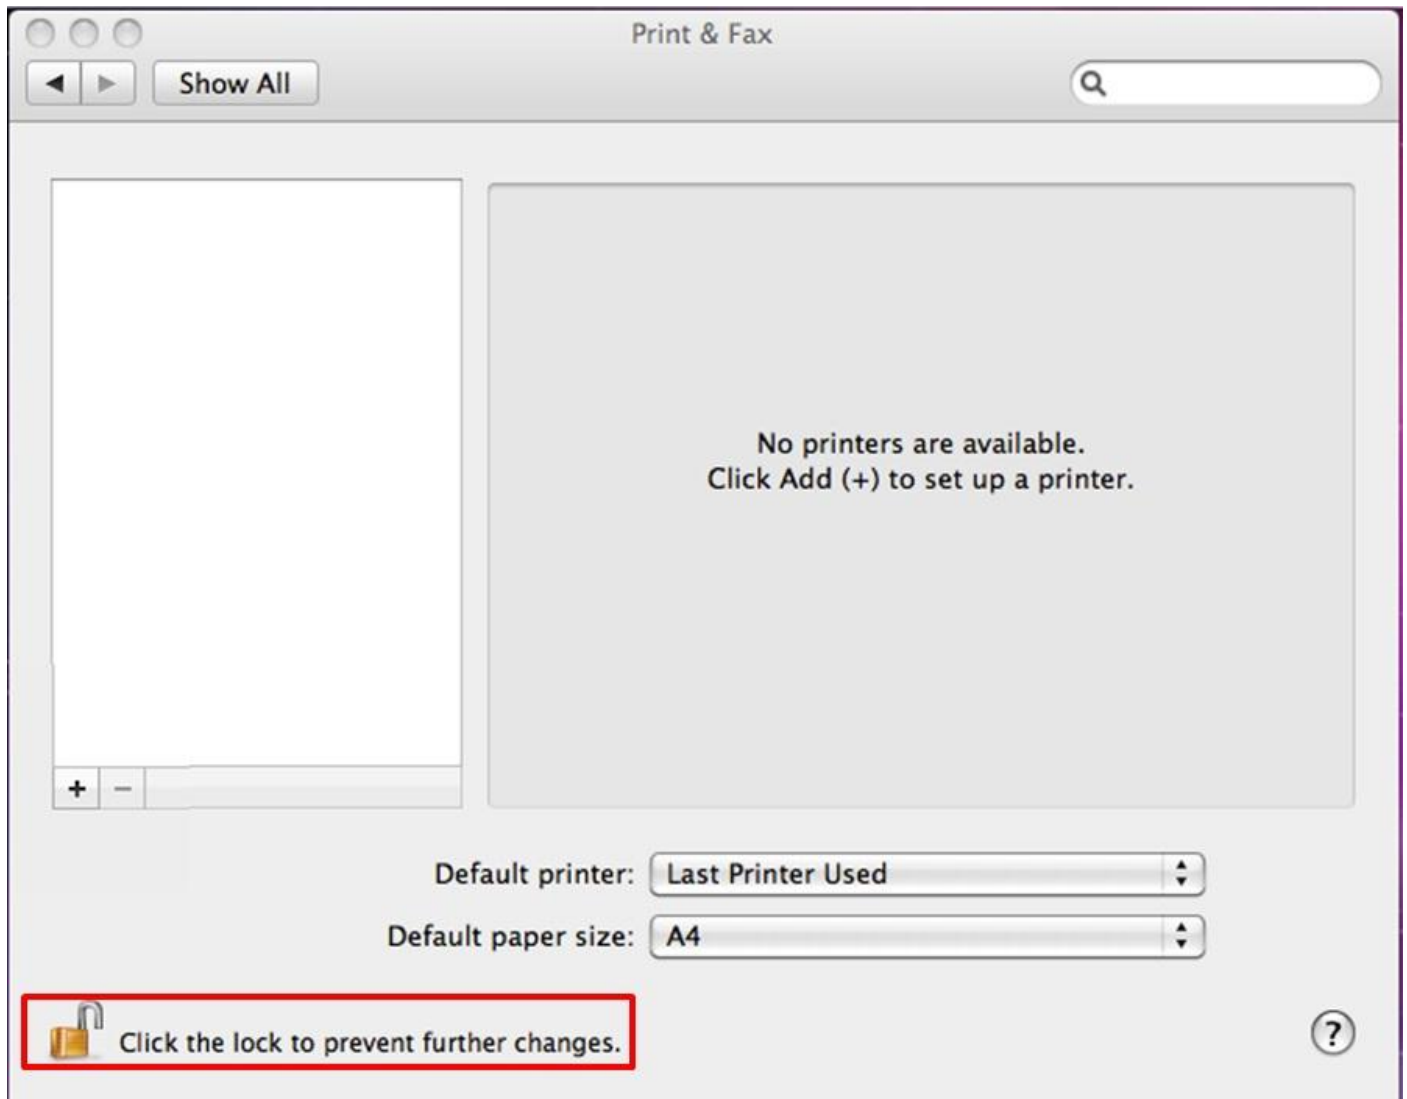 Print & Fax
Show All
No printers are available.
Click Add (+) to set up a printer.
+ −
Default printer: Last Printer Used
Default paper size: A4
Click the lock to prevent further changes.
?